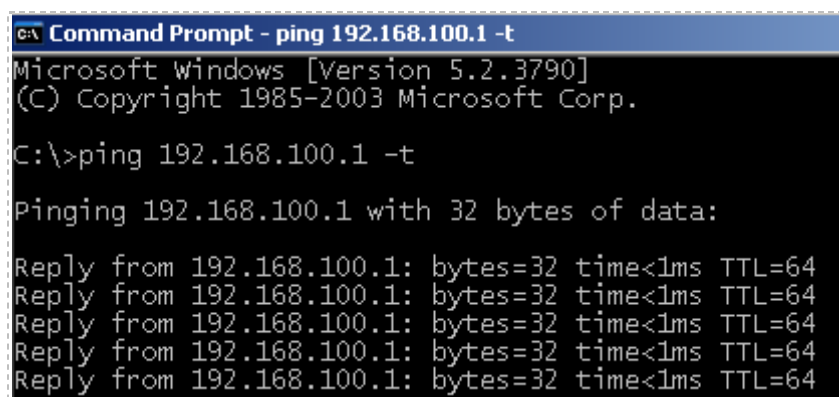 Command Prompt - ping 192.168.100.1 -t
Microsoft Windows [Version 5.2.3790]
(C) Copyright 1985-2003 Microsoft Corp.
C:\>ping 192.168.100.1 -t
Pinging 192.168.100.1 with 32 bytes of data:
Reply from 192.168.100.1: bytes=32 time<1ms TTL=64
Reply from 192.168.100.1: bytes=32 time<1ms TTL=64
Reply from 192.168.100.1: bytes=32 time<1ms TTL=64
Reply from 192.168.100.1: bytes=32 time<1ms TTL=64
Reply from 192.168.100.1: bytes=32 time<1ms TTL=64